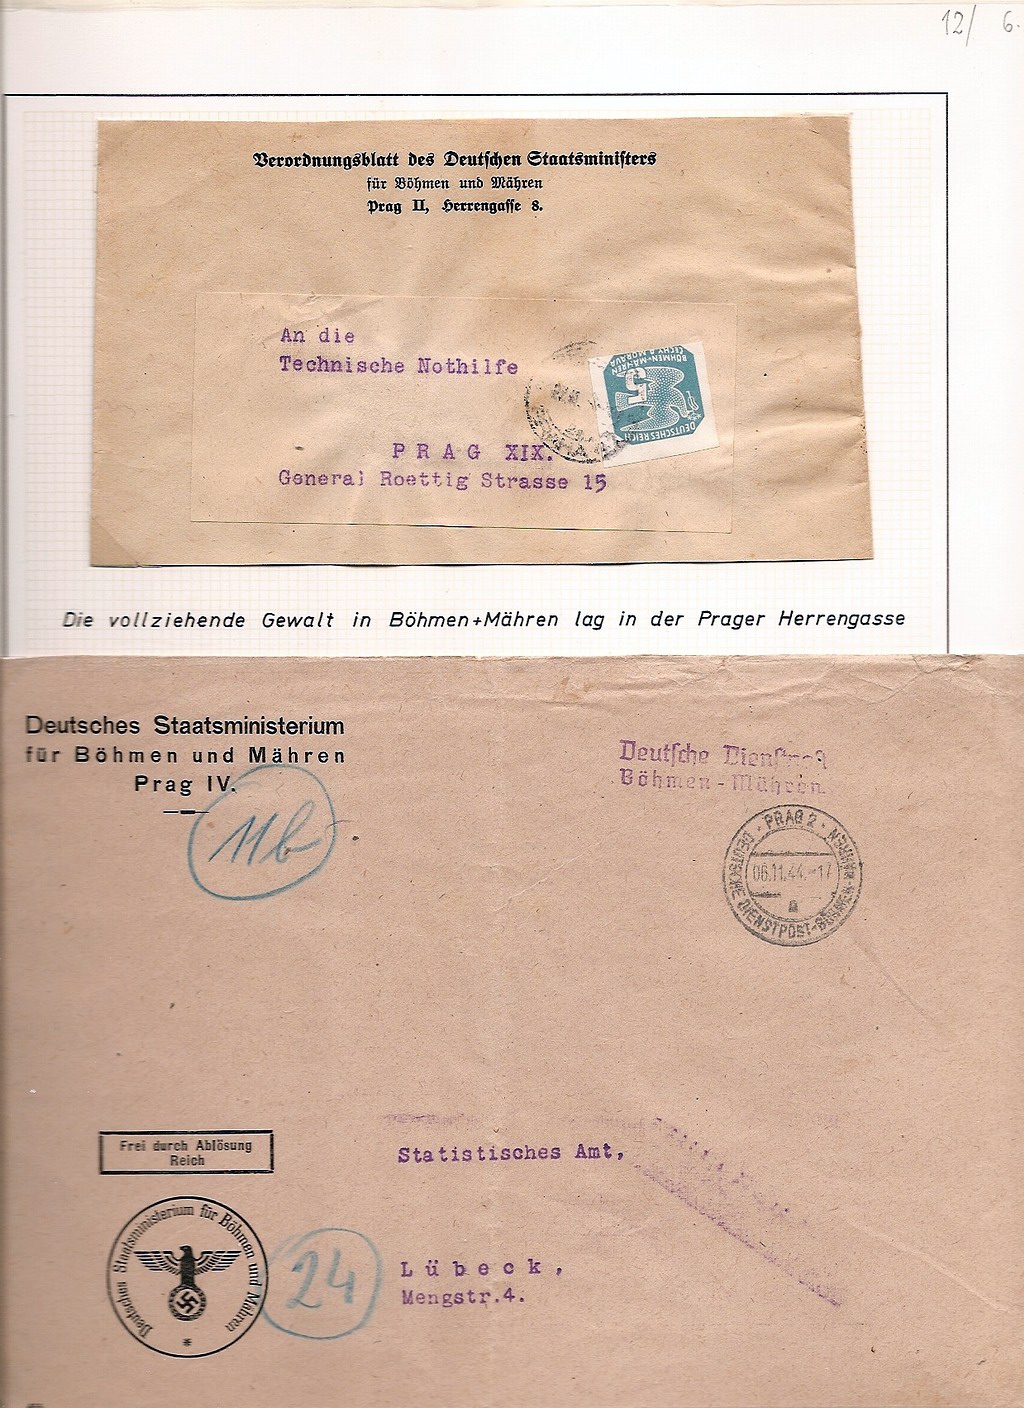 12/ 6.
Verordnungsblatt des Deutschen Staatsministers
für Böhmen und Mähren
Prag II, Herrengasse 8.
An die
Technische Nothilfe
PRAG XIX.
General Roettig Strasse 15
BÖHMEN-MÄHREN
ČECHY A MORAVA
5
DEUTSCHES REICH
Die vollziehende Gewalt in Böhmen+Mähren lag in der Prager Herrengasse
Deutsches Staatsministerium
für Böhmen und Mähren
Prag IV.
11b
Deutsche Dienstpost
Böhmen-Mähren
PRAG 2
06.11.44.-17
a
DEUTSCHE DIENSTPOST-BÖHMEN-MÄHREN
Frei durch Ablösung
Reich
Statistisches Amt,
Deutsches Staatsministerium für Böhmen und Mähren
*
24
Lübeck,
Mengstr.4.